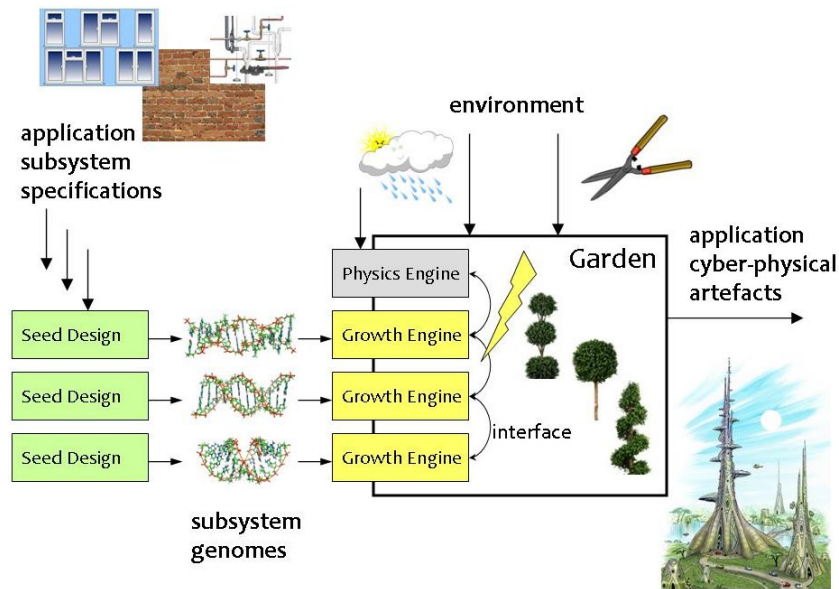 application
subsystem
specifications
environment
Garden
application
cyber-physical
artefacts
Physics Engine
Seed Design
Growth Engine
Seed Design
Growth Engine
interface
Seed Design
Growth Engine
subsystem
genomes